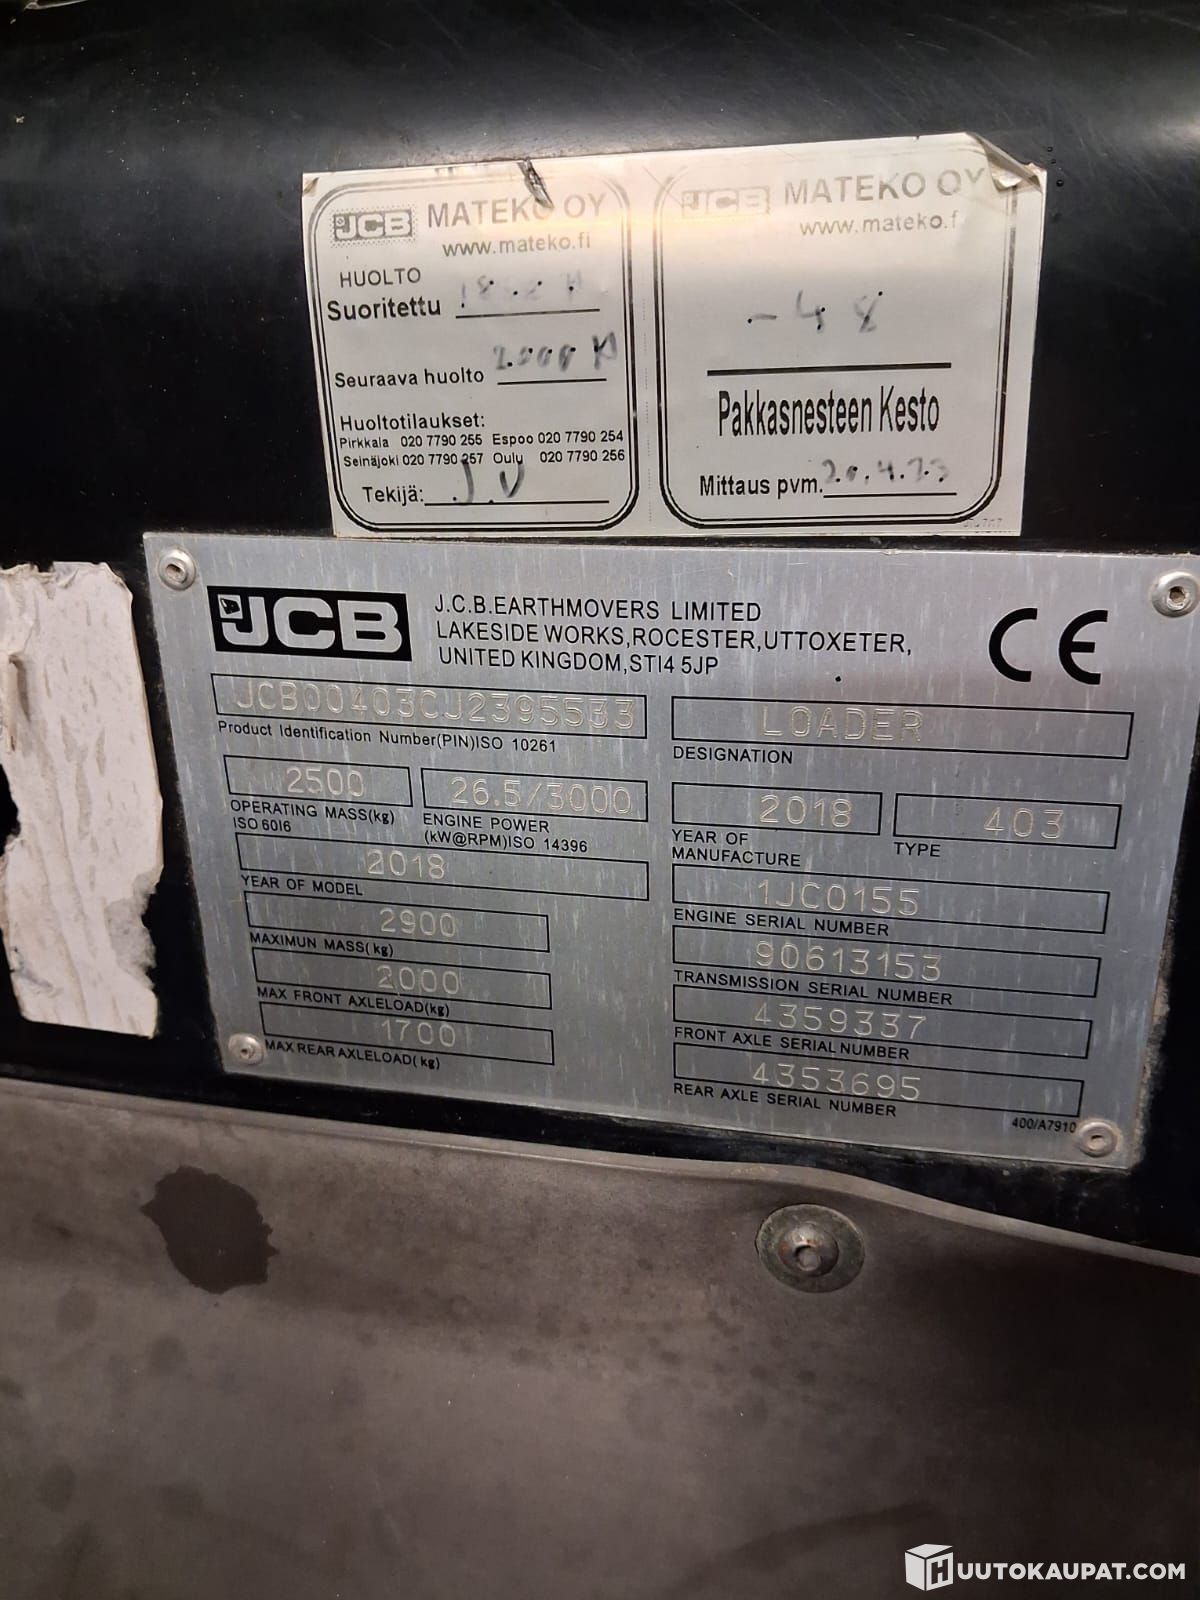 JCB MATEKO OY
www.mateko.fi
HUOLTO
Suoritettu
Seuraava huolto 2000 H
Huoltotilaukset:
Pirkkala 020 7790 255 Espoo 020 7790 254
Seinäjoki 020 7790 257 Oulu 020 7790 256
Tekijä: J.V
JCB MATEKO OY
www.mateko.f
-48
Pakkasnesteen Kesto
Mittaus pvm. 20.4.23
JCB
J.C.B.EARTHMOVERS LIMITED
LAKESIDE WORKS,ROCESTER,UTTOXETER,
UNITED KINGDOM,ST14 5JP
CE
JCB00403CJ2395533
Product Identification Number(PIN)ISO 10261
LOADER
DESIGNATION
2500
OPERATING MASS(kg)
ISO 6016
26.5/3000
ENGINE POWER
(kW@RPM)ISO 14396
2018
YEAR OF
MANUFACTURE
403
TYPE
2018
YEAR OF MODEL
2900
MAXIMUN MASS(kg)
2000
MAX FRONT AXLELOAD(kg)
1700
MAX REAR AXLELOAD(kg)
1JC0155
ENGINE SERIAL NUMBER
90613153
TRANSMISSION SERIAL NUMBER
4359337
FRONT AXLE SERIAL NUMBER
4353695
REAR AXLE SERIAL NUMBER
400/A7910
HUUTOKAUPAT.COM